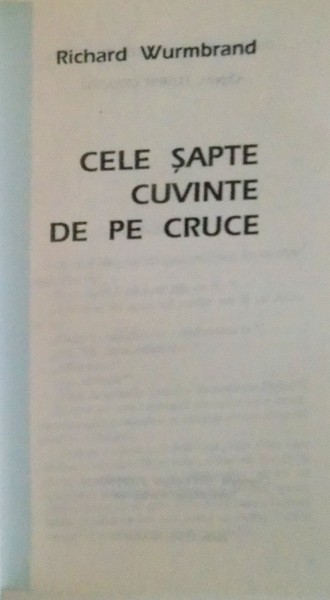 Richard Wurmbrand
CELE ȘAPTE
CUVINTE
DE PE CRUCE